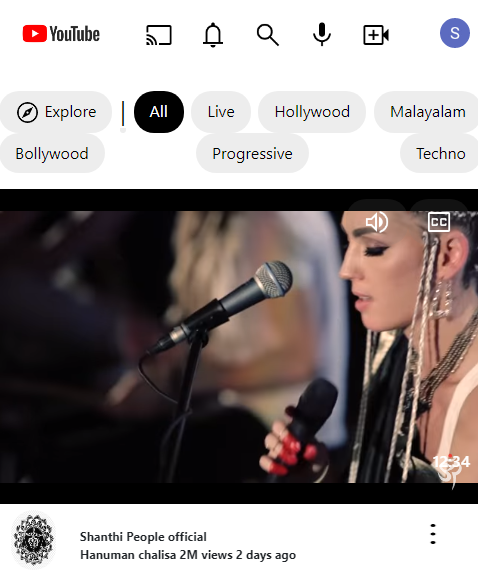 YouTube
S
Explore
All
Live
Hollywood
Malayalam
Bollywood
Progressive
Techno
CC
12:34
Shanthi People official
Hanuman chalisa 2M views 2 days ago